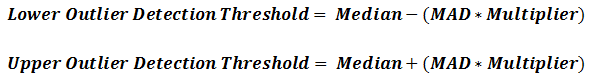 Lower Outlier Detection Threshold = Median − (MAD ∗ Multiplier)
Upper Outlier Detection Threshold = Median + (MAD ∗ Multiplier)